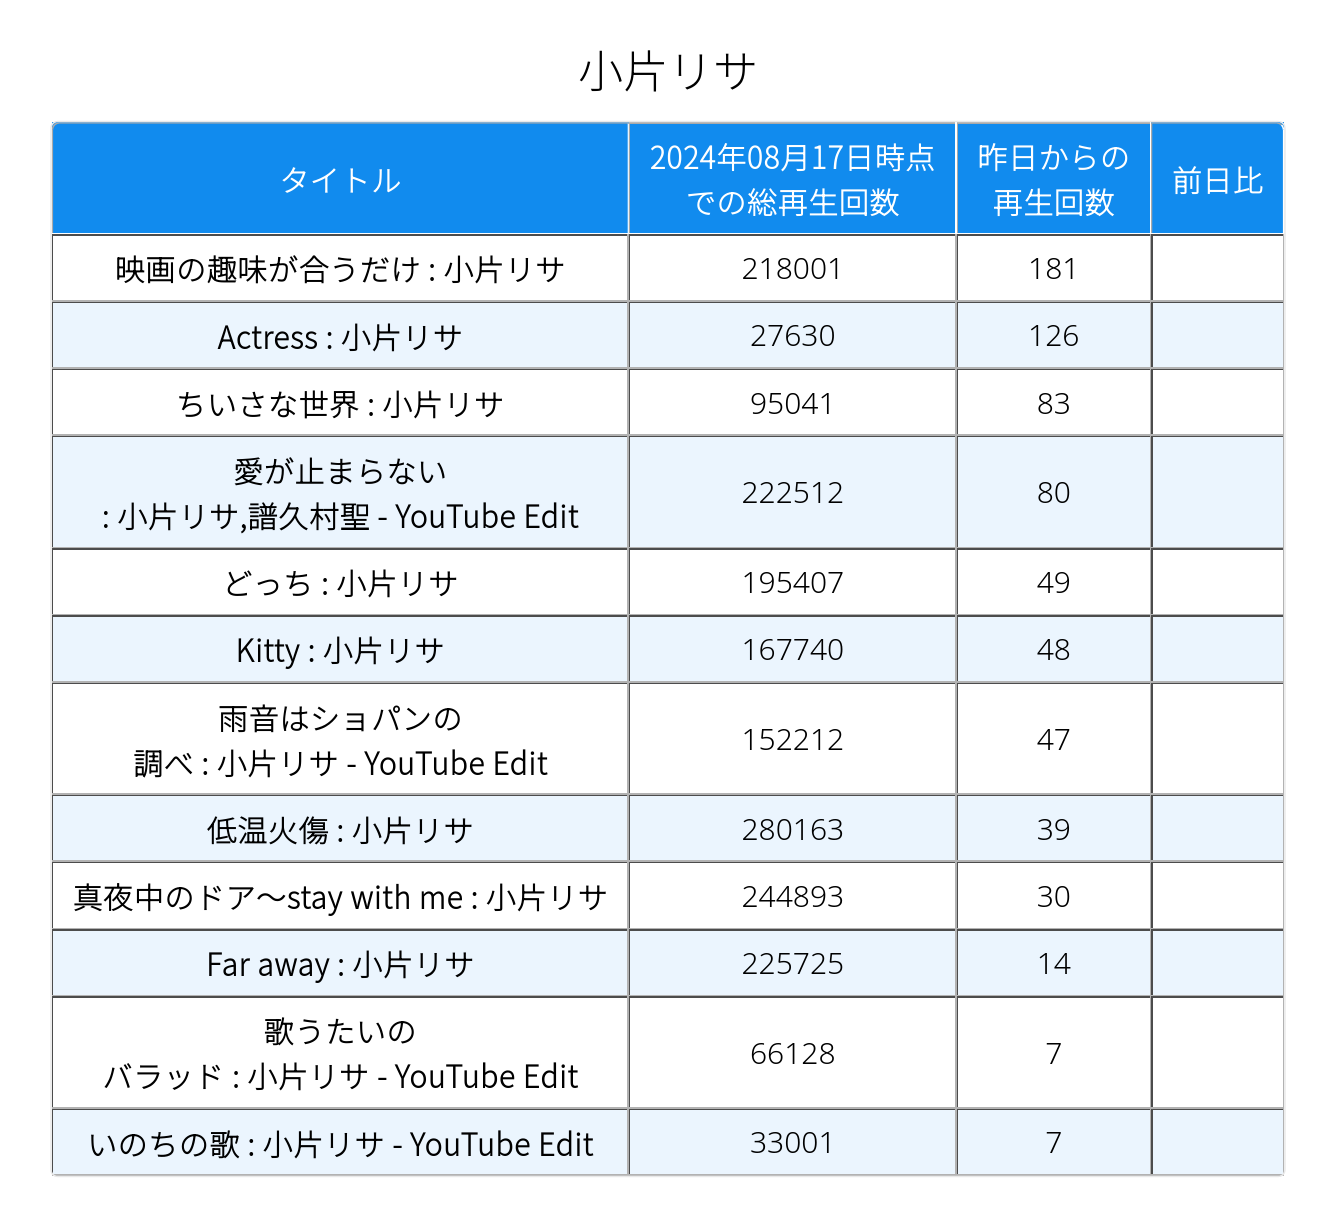 小片リサ
タイトル
2024年08月17日時点
での総再生回数
昨日からの
再生回数
前日比
映画の趣味が合うだけ : 小片リサ 218001 181
Actress : 小片リサ 27630 126
ちいさな世界 : 小片リサ 95041 83
愛が止まらない
: 小片リサ,譜久村聖 - YouTube Edit 222512 80
どっち : 小片リサ 195407 49
Kitty : 小片リサ 167740 48
雨音はショパンの
調べ : 小片リサ - YouTube Edit 152212 47
低温火傷 : 小片リサ 280163 39
真夜中のドア〜stay with me : 小片リサ 244893 30
Far away : 小片リサ 225725 14
歌うたいの
バラッド : 小片リサ - YouTube Edit 66128 7
いのちの歌 : 小片リサ - YouTube Edit 33001 7